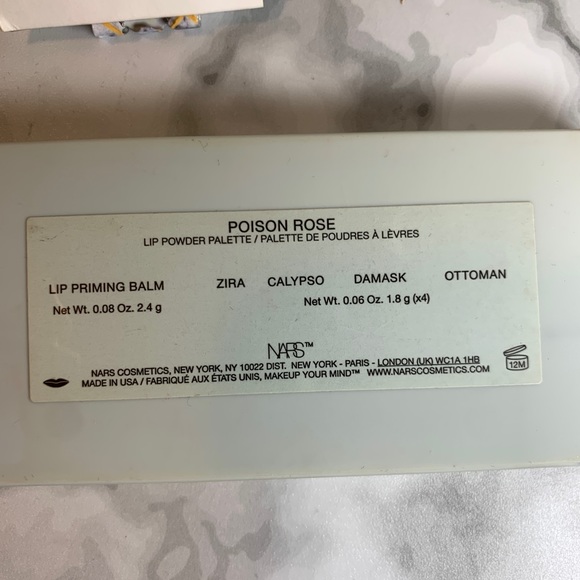 POISON ROSE
LIP POWDER PALETTE / PALETTE DE POUDRES À LÈVRES
LIP PRIMING BALM ZIRA CALYPSO DAMASK OTTOMAN
Net Wt. 0.08 Oz. 2.4 g Net Wt. 0.06 Oz. 1.8 g (x4)
NARS™
NARS COSMETICS, NEW YORK, NY 10022 DIST. NEW YORK - PARIS - LONDON (UK) WC1A 1HB
MADE IN USA / FABRIQUÉ AUX ÉTATS UNIS, MAKEUP YOUR MIND™ WWW.NARSCOSMETICS.COM
12M